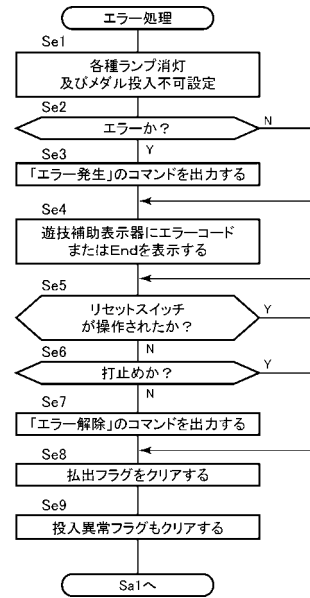 エラー処理
Se1
各種ランプ消灯
及びメダル投入不可設定
Se2
エラーか？
N
Y
Se3
「エラー発生」のコマンドを出力する
Se4
遊技補助表示器にエラーコード
またはEndを表示する
Se5
リセットスイッチ
が操作されたか？
Y
N
Se6
打止めか？
Y
N
Se7
「エラー解除」のコマンドを出力する
Se8
払出フラグをクリアする
Se9
投入異常フラグもクリアする
Sa1へ